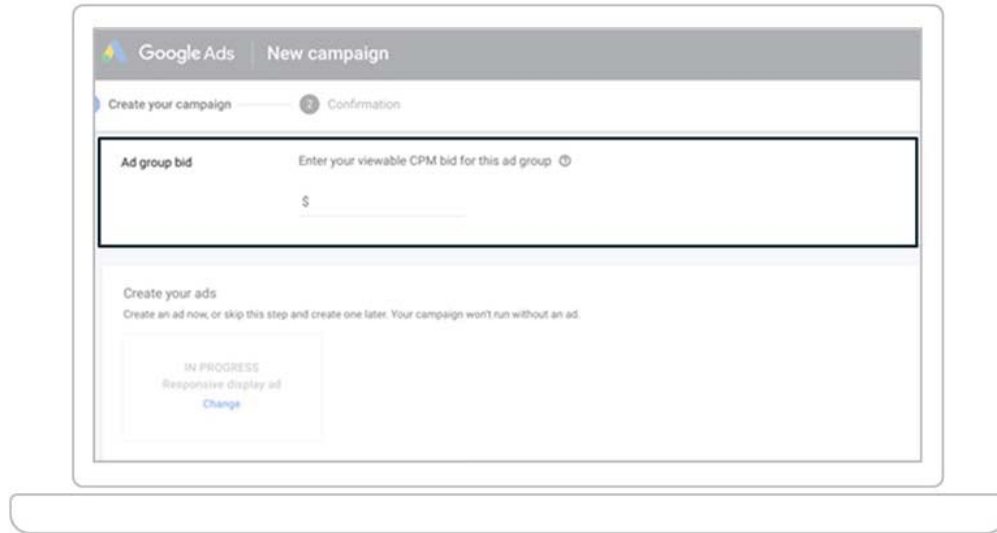 Google Ads New campaign
Create your campaign 2 Confirmation
Ad group bid Enter your viewable CPM bid for this ad group
$
Create your ads
Create an ad now, or skip this step and create one later. Your campaign won't run without an ad.
IN PROGRESS
Responsive display ad
Change